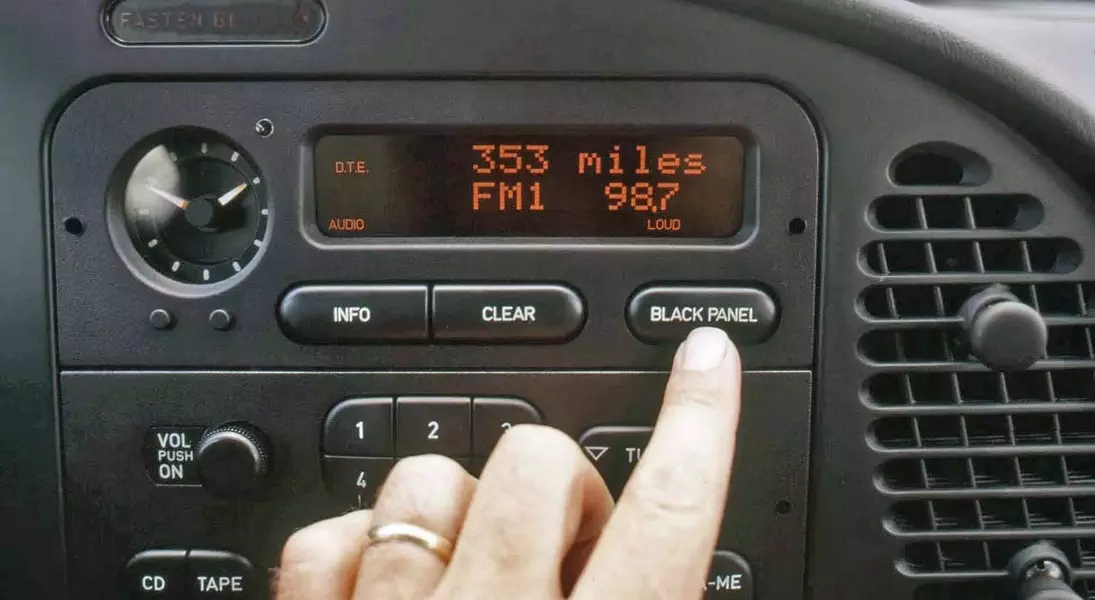 FASTEN
D.T.E. 353 miles
FM1 98.7
AUDIO LOUD
INFO CLEAR BLACK PANEL
VOL
PUSH
ON
1 2
4
CD TAPE